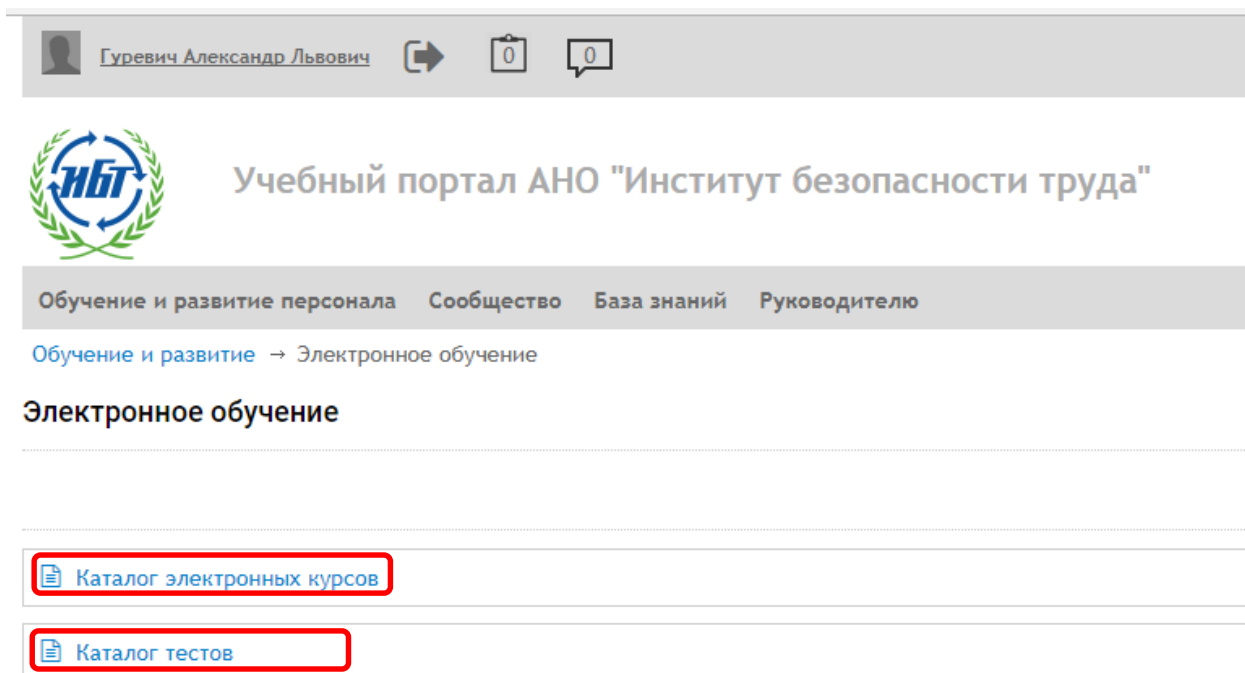 Гуревич Александр Львович 0 0
ИБТ
Учебный портал АНО "Институт безопасности труда"
Обучение и развитие персонала Сообщество База знаний Руководителю
Обучение и развитие → Электронное обучение
Электронное обучение
Каталог электронных курсов
Каталог тестов